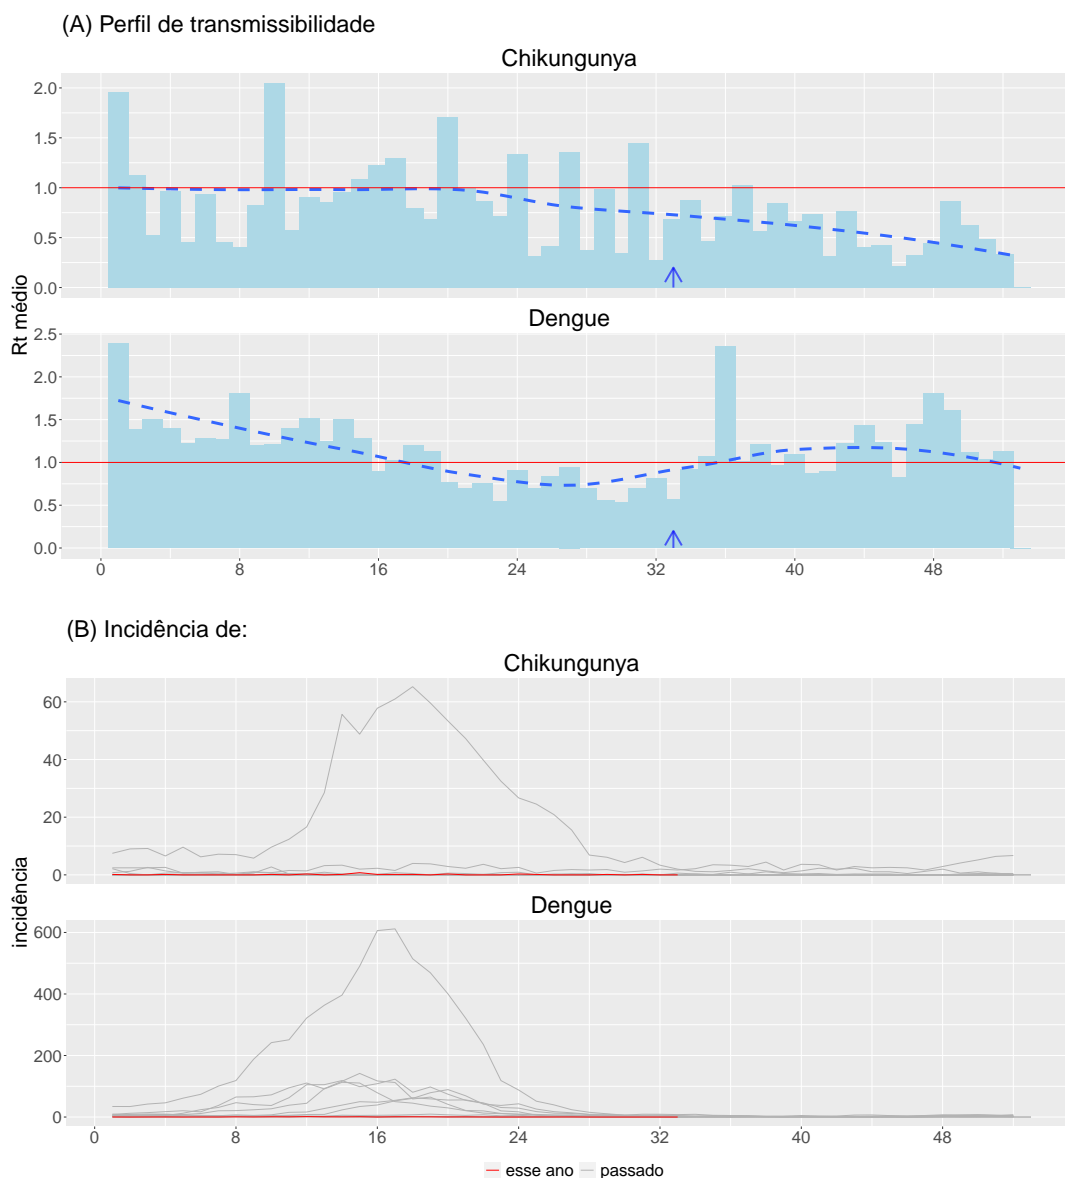 (A) Perfil de transmissibilidade
Chikungunya
2.0
1.5
1.0
0.5
0.0
Dengue
2.5
2.0
1.5
1.0
0.5
0.0
Rt médio
0 8 16 24 32 40 48
(B) Incidência de:
Chikungunya
60
40
20
0
Dengue
600
400
200
0
incidência
0 8 16 24 32 40 48
esse ano passado